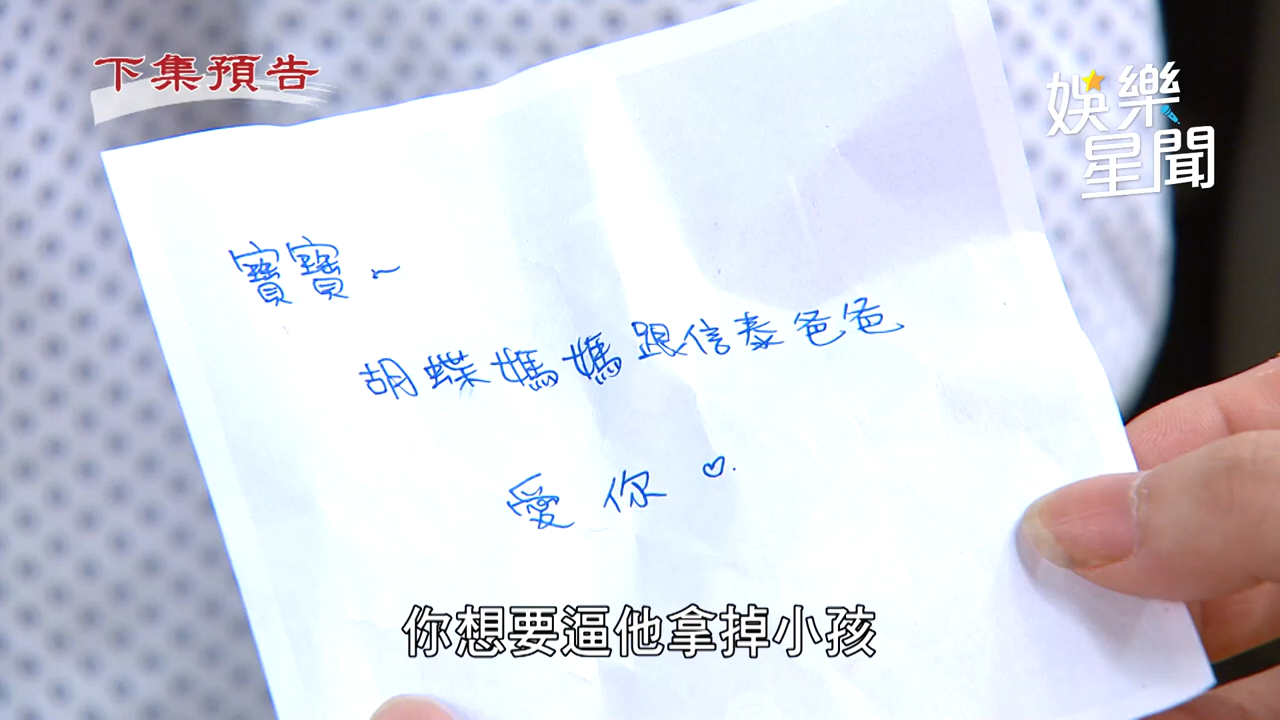 下集預告
娛樂
星聞
寶寶~
胡蝶媽媽跟信泰爸爸
愛你♡.
你想要逼他拿掉小孩